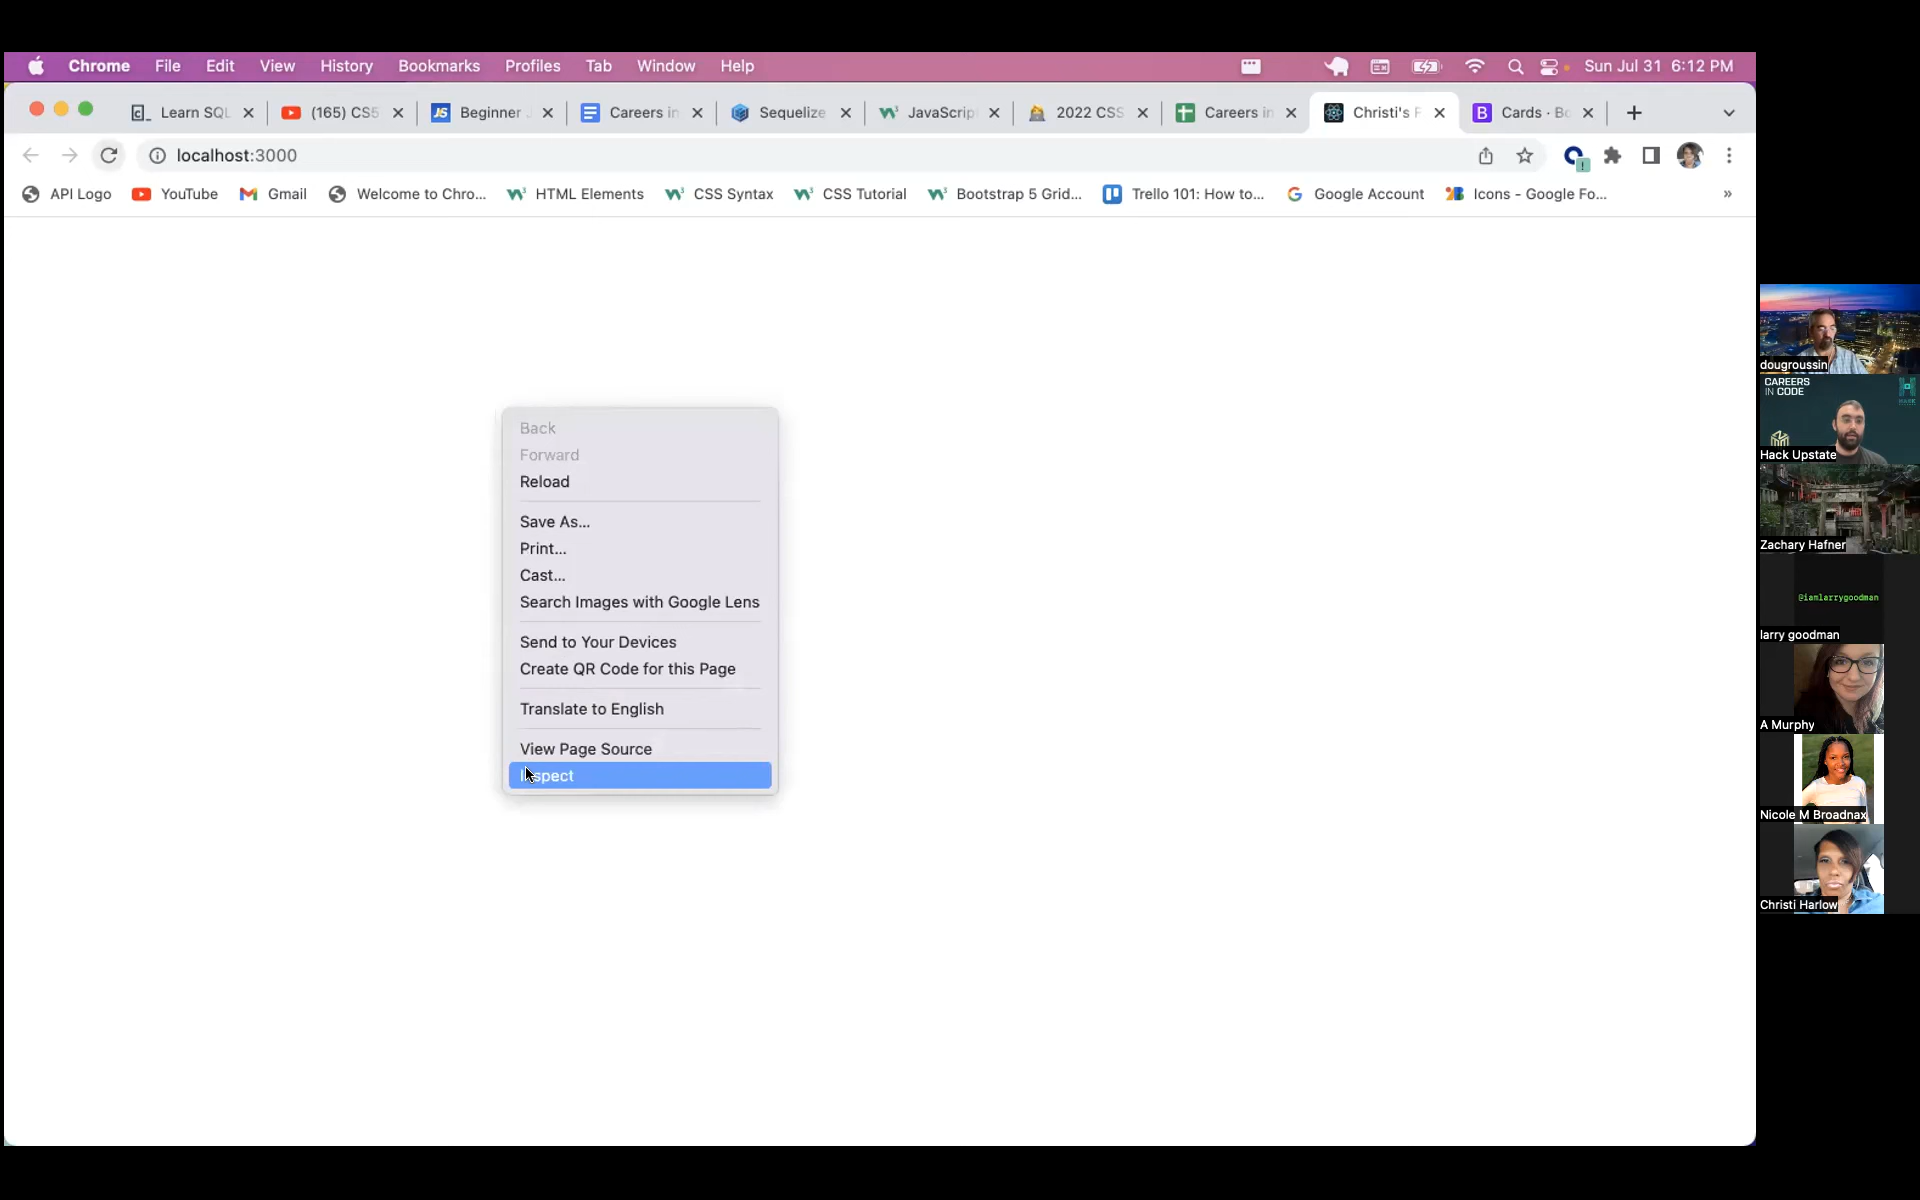 Chrome File Edit View History Bookmarks Profiles Tab Window Help Sun Jul 31 6:12 PM
Learn SQL (165) CS5 JS Beginner Careers in Sequelize JavaScrip 2022 CSS Careers in Christi's F B Cards · Bo
localhost:3000
API Logo YouTube Gmail Welcome to Chro... HTML Elements CSS Syntax CSS Tutorial Bootstrap 5 Grid... Trello 101: How to... Google Account Icons - Google Fo... »
Back
Forward
Reload
Save As...
Print...
Cast...
Search Images with Google Lens
Send to Your Devices
Create QR Code for this Page
Translate to English
View Page Source
Inspect
dougroussin
CAREERS
IN CODE
Hack Upstate
Zachary Hafner
@iamlarrygoodman
larry goodman
A Murphy
Nicole M Broadnax
Christi Harlow